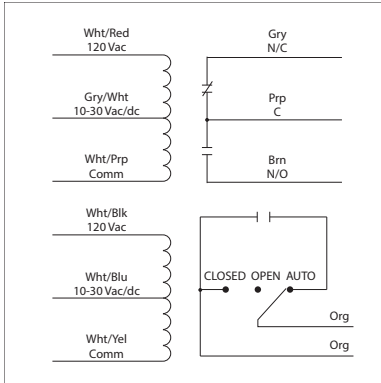 Wht/Red
120 Vac
Gry/Wht
10-30 Vac/dc
Wht/Prp
Comm
Gry
N/C
Prp
C
Brn
N/O
Wht/Blk
120 Vac
Wht/Blu
10-30 Vac/dc
Wht/Yel
Comm
CLOSED OPEN AUTO
Org
Org